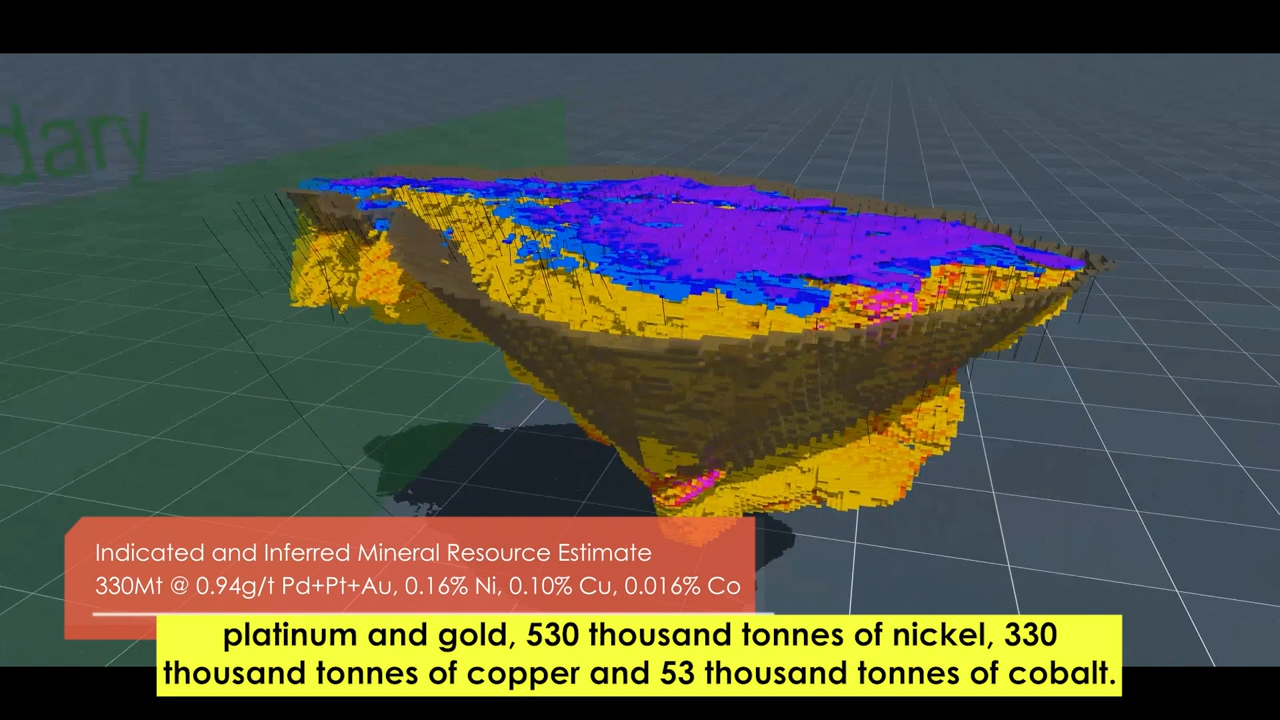 dary
Indicated and Inferred Mineral Resource Estimate
330Mt @ 0.94g/t Pd+Pt+Au, 0.16% Ni, 0.10% Cu, 0.016% Co
platinum and gold, 530 thousand tonnes of nickel, 330
thousand tonnes of copper and 53 thousand tonnes of cobalt.